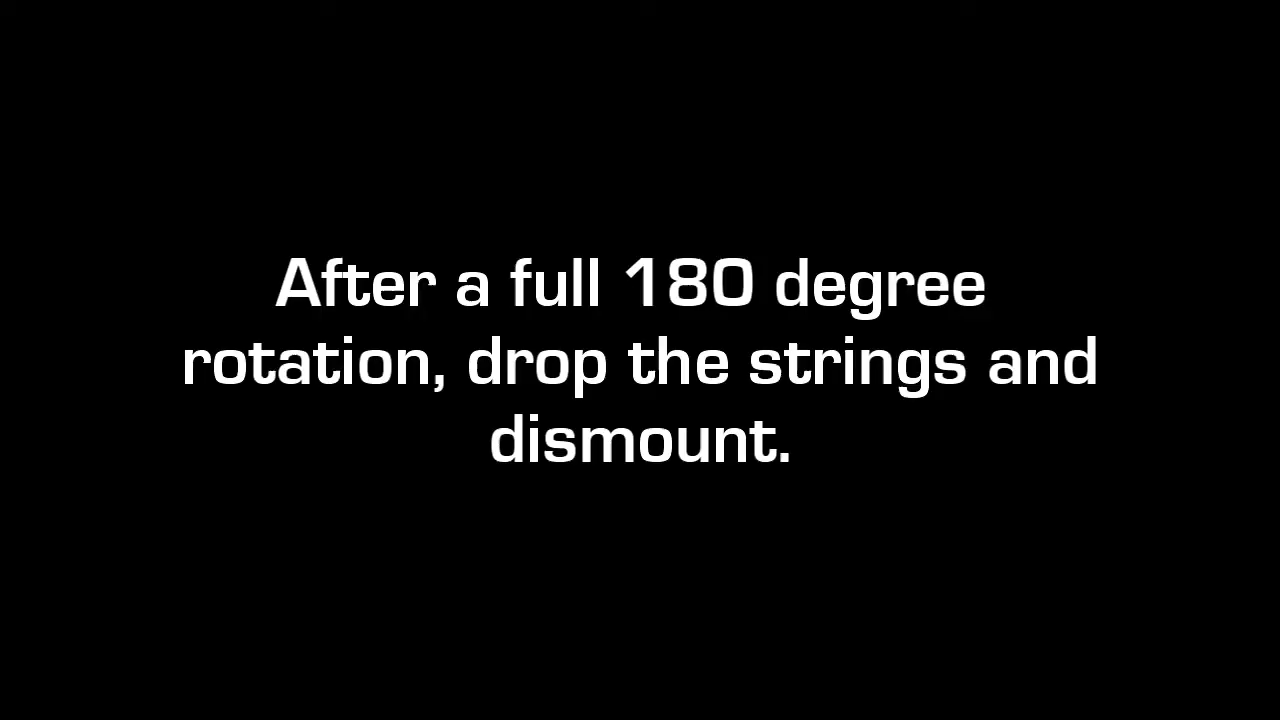 After a full 180 degree
rotation, drop the strings and
dismount.